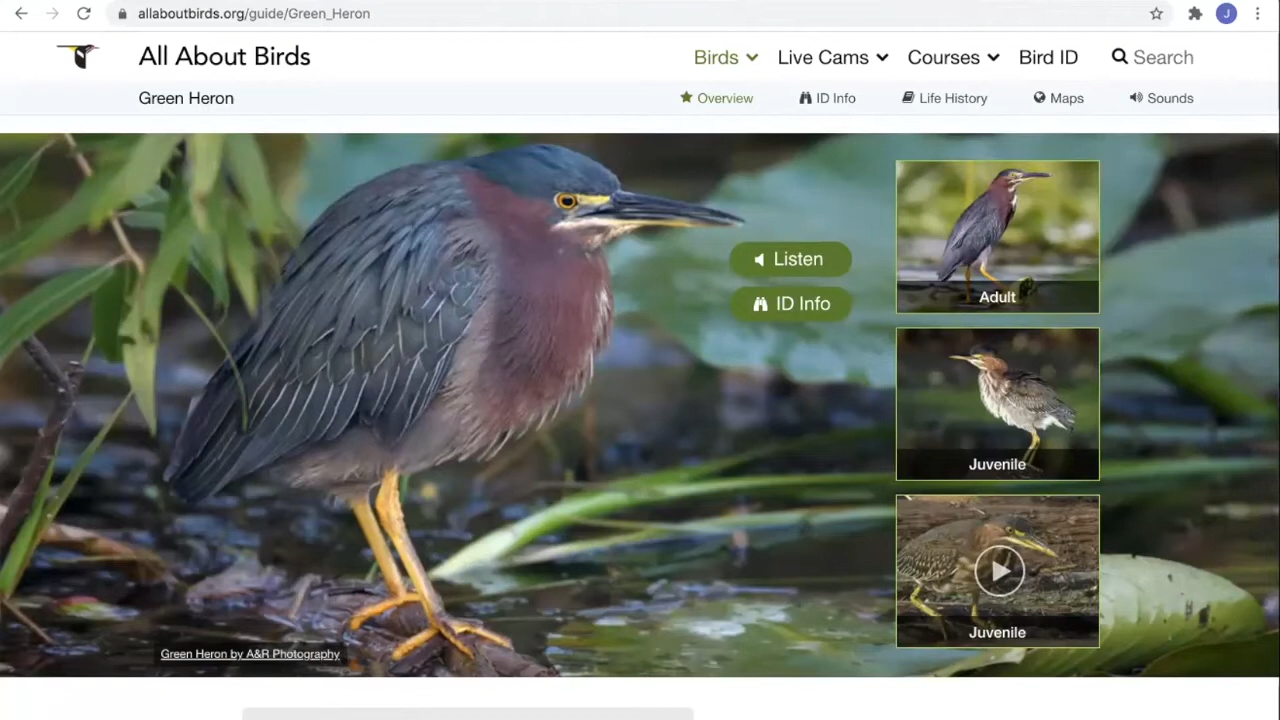 allaboutbirds.org/guide/Green_Heron
J
All About Birds
Birds Live Cams Courses Bird ID Search
Green Heron
Overview ID Info Life History Maps Sounds
Listen
ID Info
Adult
Juvenile
Juvenile
Green Heron by A&R Photography